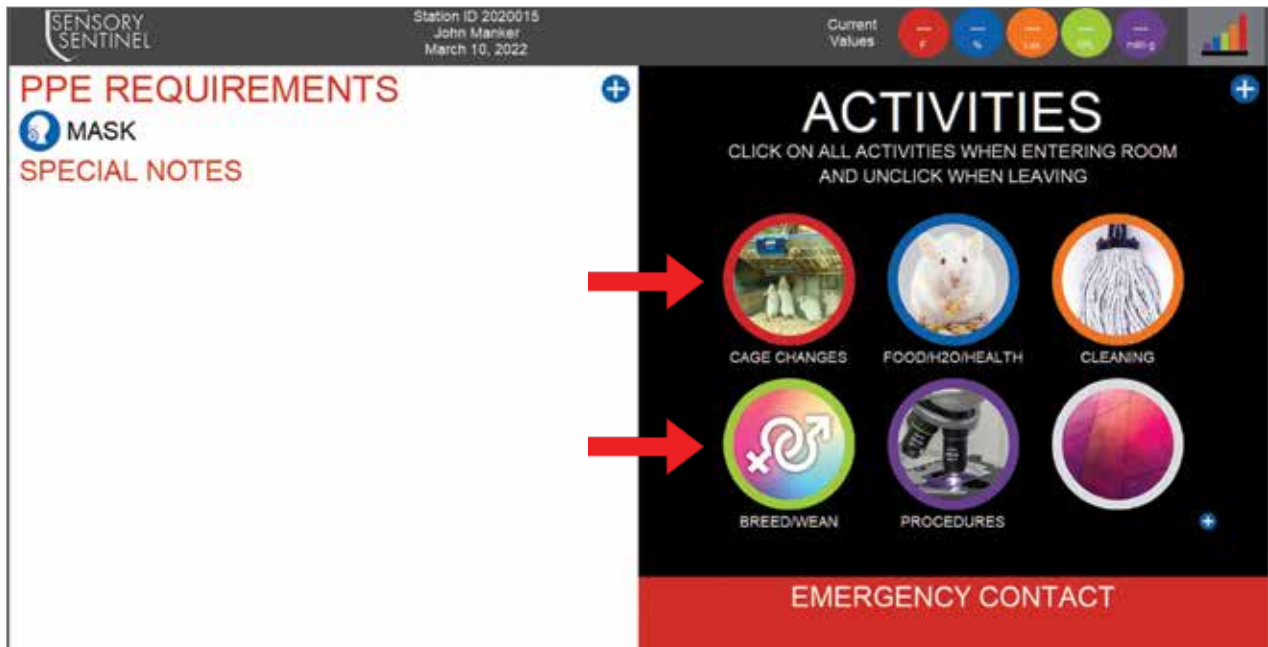 SENSORY
SENTINEL
Station ID 2020015
John Manker
March 10, 2022
Current
Values
F
%
Lux
milli-g
PPE REQUIREMENTS
MASK
SPECIAL NOTES
ACTIVITIES
CLICK ON ALL ACTIVITIES WHEN ENTERING ROOM
AND UNCLICK WHEN LEAVING
CAGE CHANGES
FOOD/H2O/HEALTH
CLEANING
BREED/WEAN
PROCEDURES
EMERGENCY CONTACT